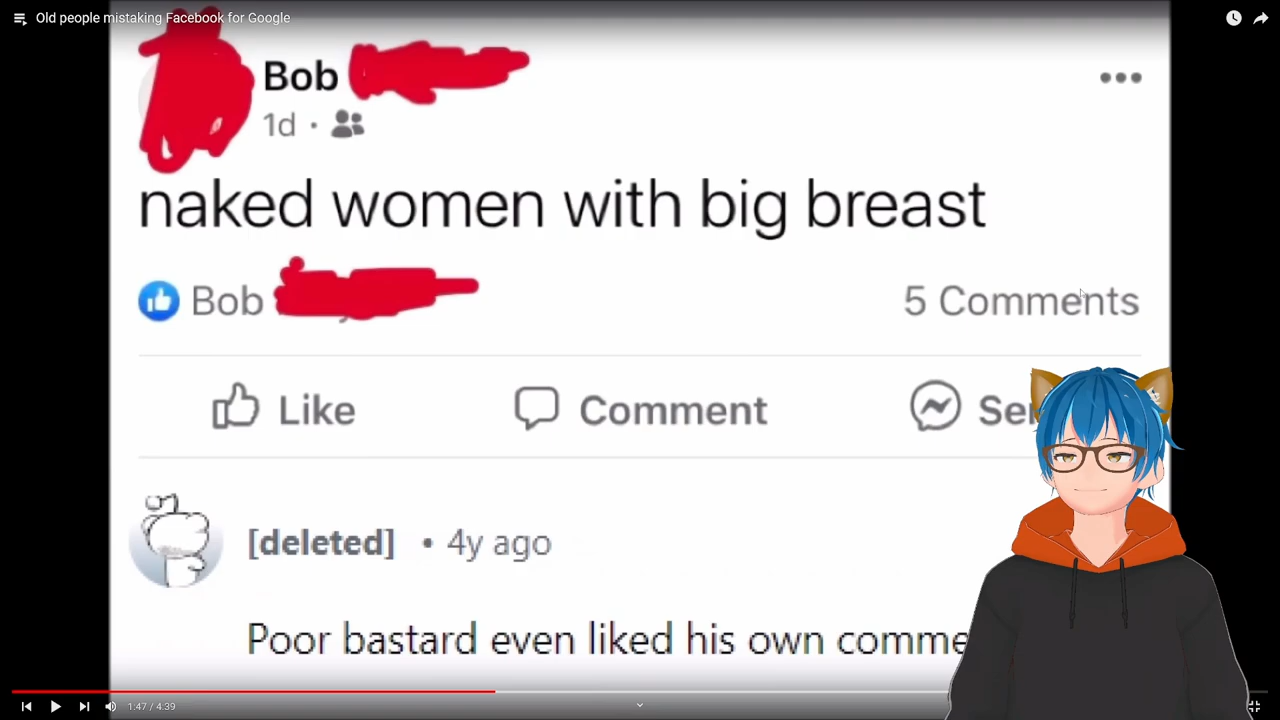 Old people mistaking Facebook for Google
Bob
1d ·
naked women with big breast
Bob
5 Comments
Like
Comment
[deleted] • 4y ago
Poor bastard even liked his own
1:47 / 4:39